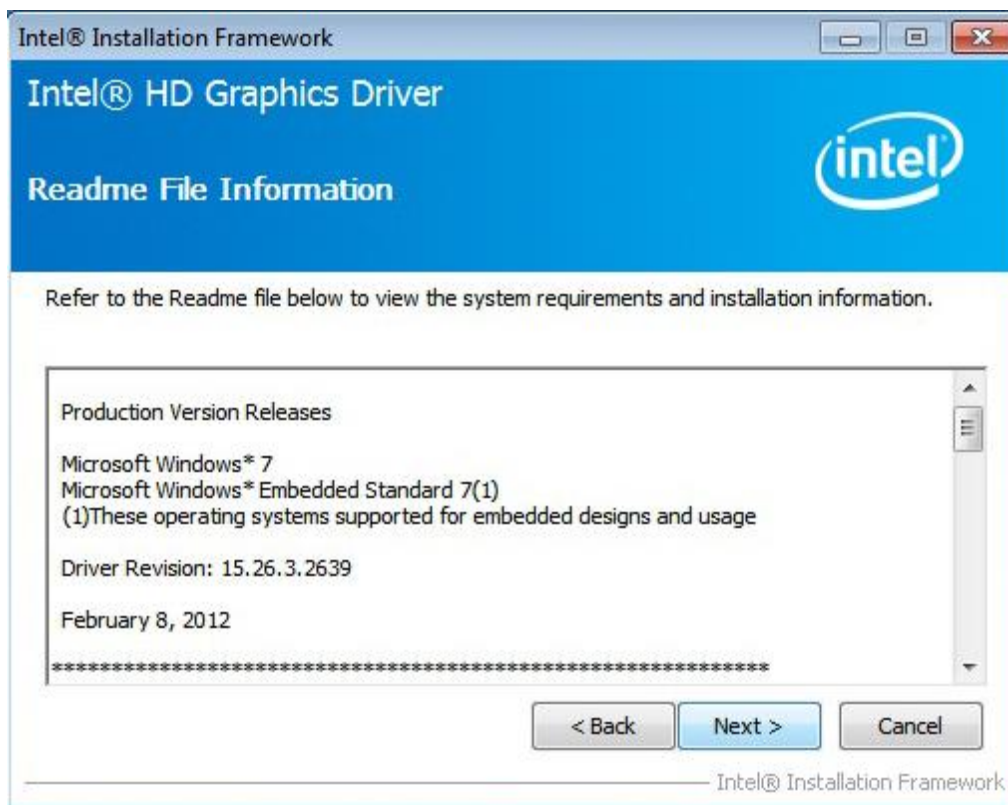 Intel® Installation Framework
Intel® HD Graphics Driver
intel
Readme File Information
Refer to the Readme file below to view the system requirements and installation information.
Production Version Releases
Microsoft Windows* 7
Microsoft Windows* Embedded Standard 7(1)
(1)These operating systems supported for embedded designs and usage
Driver Revision: 15.26.3.2639
February 8, 2012
************************************************************
< Back Next > Cancel
Intel® Installation Framework